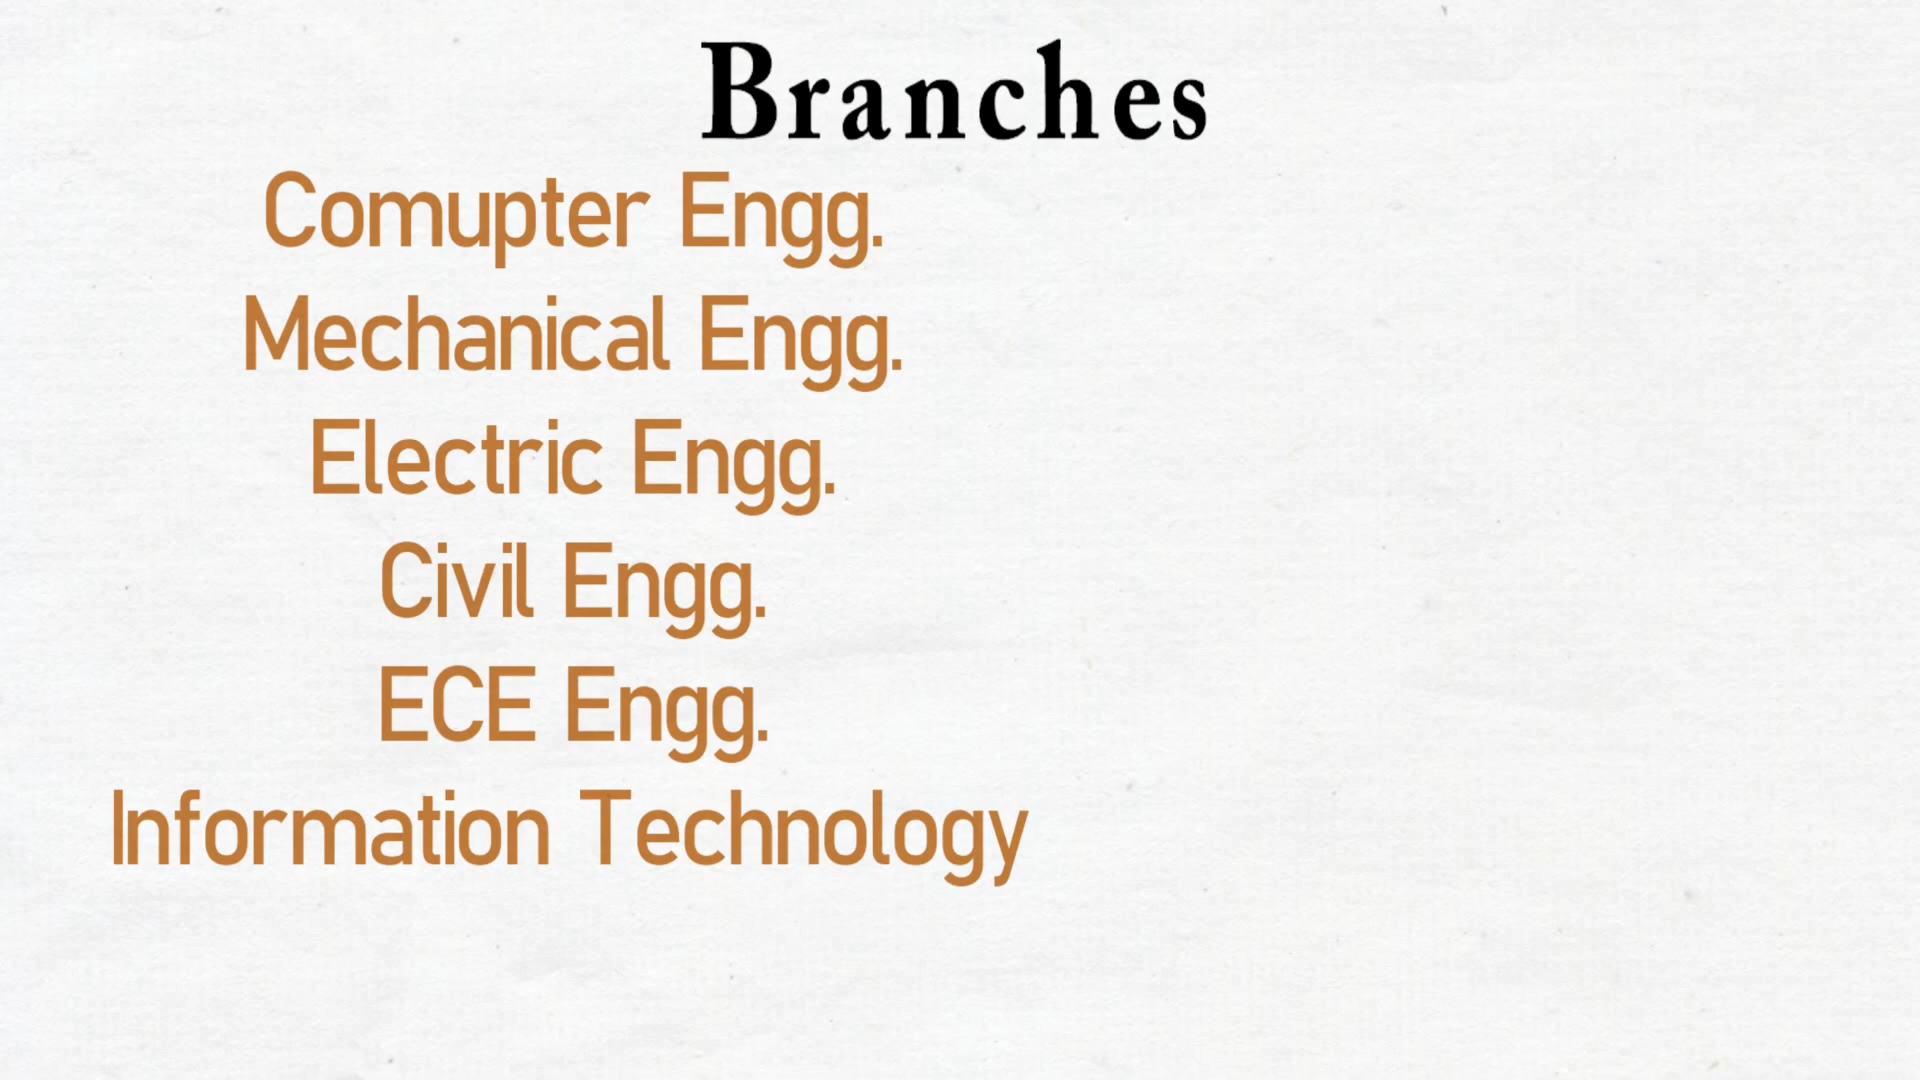 Branches
Comupter Engg.
Mechanical Engg.
Electric Engg.
Civil Engg.
ECE Engg.
Information Technology